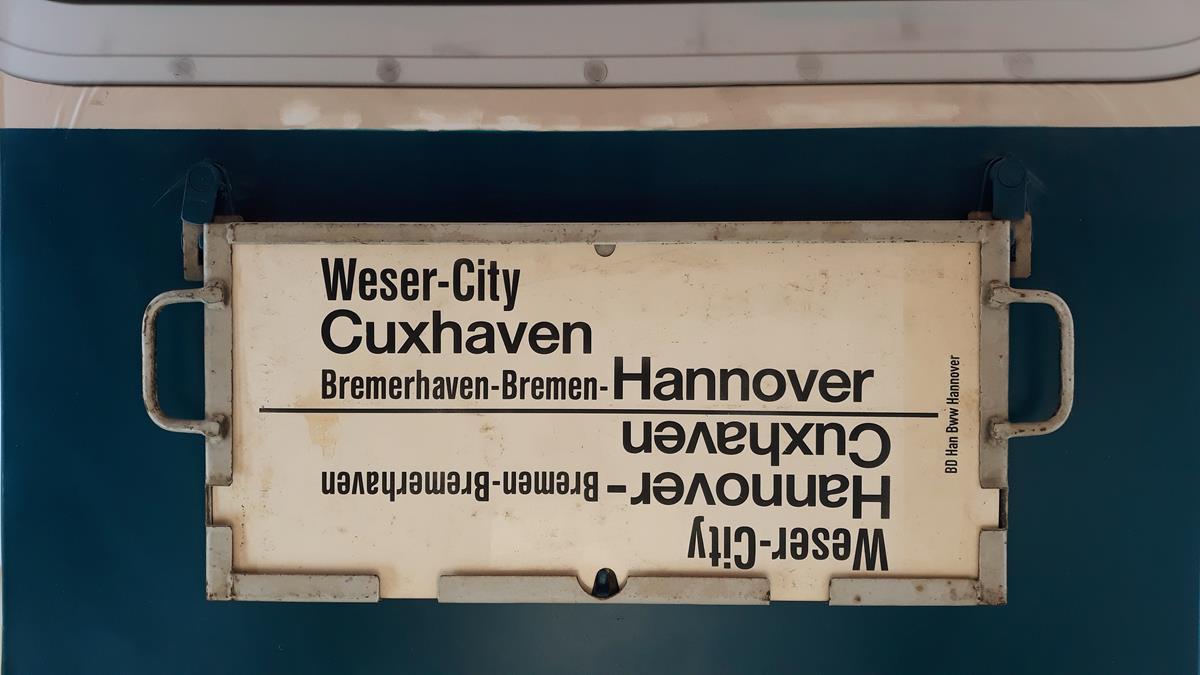 Weser-City
Cuxhaven
Bremerhaven-Bremen-Hannover
Weser-City
Hannover-Bremen-Bremerhaven
Cuxhaven
BD Han Bww Hannover